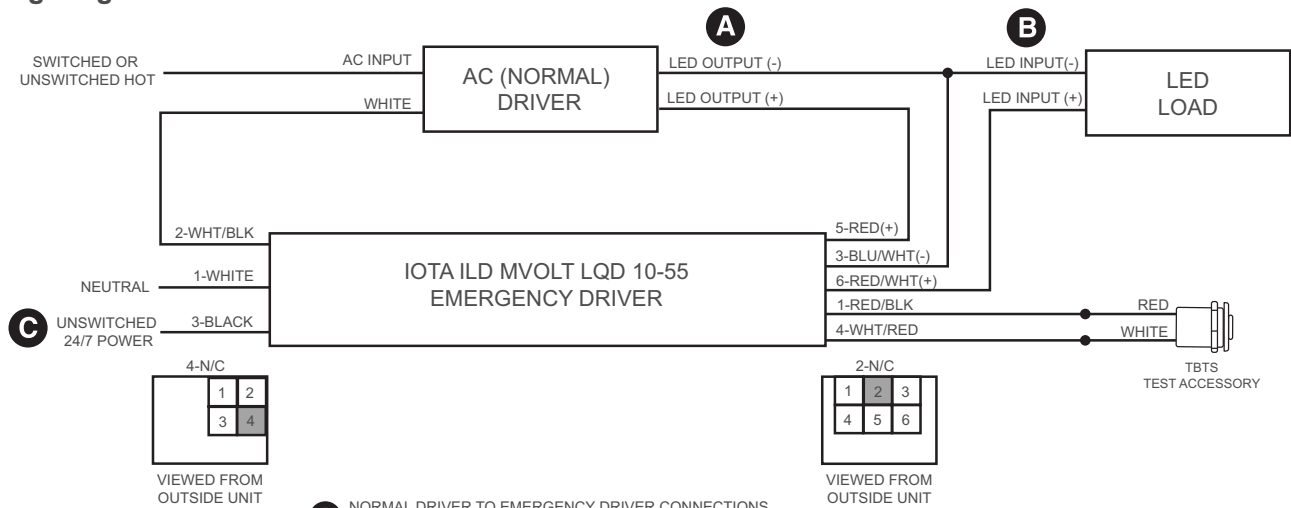 A
B
SWITCHED OR
UNSWITCHED HOT
AC INPUT
WHITE
AC (NORMAL)
DRIVER
LED OUTPUT (-)
LED OUTPUT (+)
LED INPUT(-)
LED INPUT (+)
LED
LOAD
2-WHT/BLK
NEUTRAL
1-WHITE
C
UNSWITCHED
24/7 POWER
3-BLACK
IOTA ILD MVOLT LQD 10-55
EMERGENCY DRIVER
5-RED(+)
3-BLU/WHT(-)
6-RED/WHT(+)
1-RED/BLK
4-WHT/RED
RED
WHITE
TBTS
TEST ACCESSORY
4-N/C
1 2
3 4
VIEWED FROM
OUTSIDE UNIT
2-N/C
1 2 3
4 5 6
VIEWED FROM
OUTSIDE UNIT
NORMAL DRIVER TO EMERGENCY DRIVER CONNECTIONS